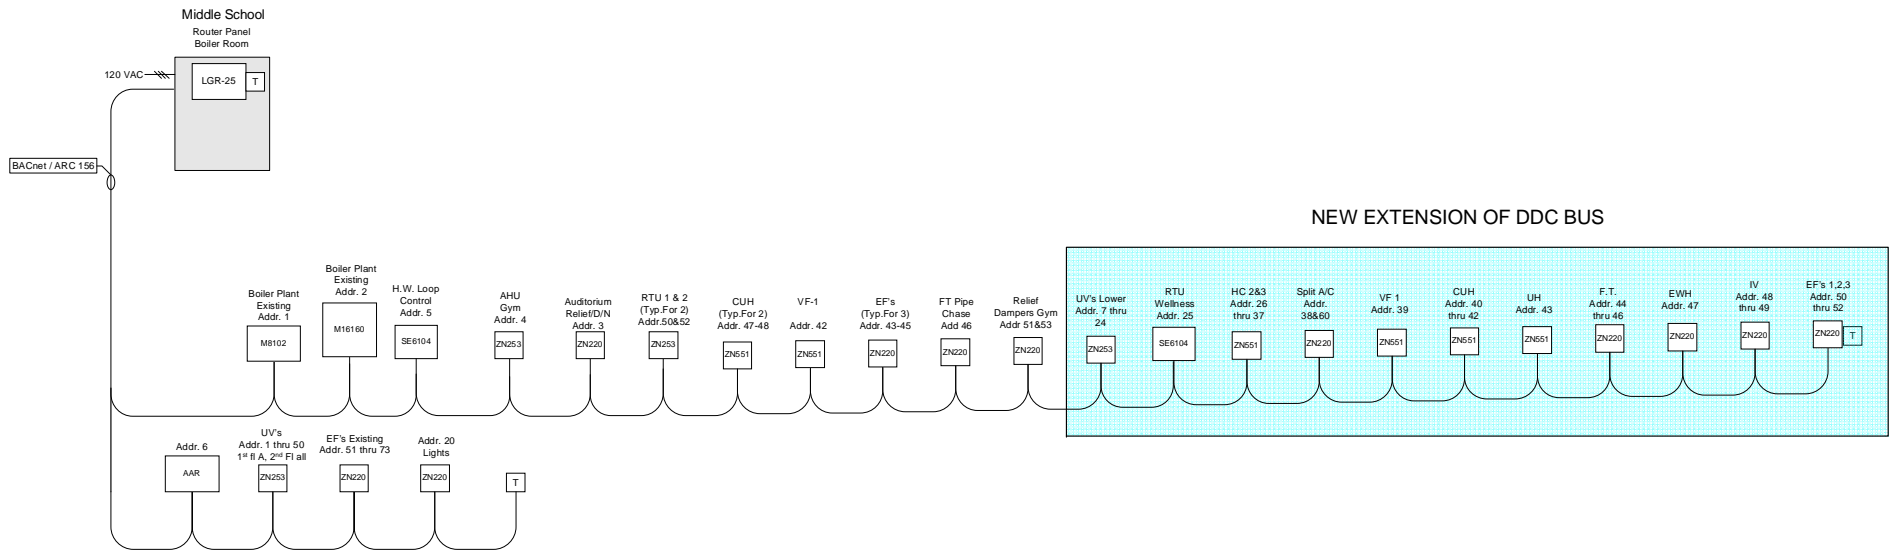 Middle School
Router Panel
Boiler Room
120 VAC
LGR-25
T
BACnet / ARC 156
NEW EXTENSION OF DDC BUS
Boiler Plant
Existing
Addr. 1
M8102
Boiler Plant
Existing
Addr. 2
M16160
H.W. Loop
Control
Addr. 5
SE6104
AHU
Gym
Addr. 4
ZN253
Auditorium
Relief/D/N
Addr. 3
ZN220
RTU 1 & 2
(Typ.For 2)
Addr.50&52
ZN253
CUH
(Typ.For 2)
Addr. 47-48
ZN551
VF-1
Addr. 42
ZN551
EF's
(Typ.For 3)
Addr. 43-45
ZN220
FT Pipe
Chase
Add 46
ZN220
Relief
Dampers Gym
Addr 51&53
ZN220
UV's Lower
Addr. 7 thru
24
ZN253
RTU
Wellness
Addr. 25
SE6104
HC 2&3
Addr. 26
thru 37
ZN551
Split A/C
Addr.
38&60
ZN220
VF 1
Addr. 39
ZN551
CUH
Addr. 40
thru 42
ZN551
UH
Addr. 43
ZN551
F.T.
Addr. 44
thru 46
ZN220
EWH
Addr. 47
ZN220
IV
Addr. 48
thru 49
ZN220
EF's 1,2,3
Addr. 50
thru 52
ZN220
T
Addr. 6
AAR
UV's
Addr. 1 thru 50
1st fl A, 2nd Fl all
ZN253
EF's Existing
Addr. 51 thru 73
ZN220
Addr. 20
Lights
ZN220
T